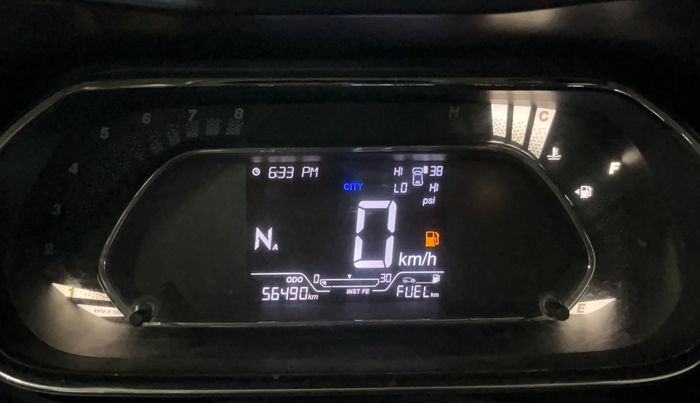 8
7
6
5
4
3
2
1
H
C
F
E
6:33 PM
HI 38
CITY
LO HI
psi
NA
0
km/h
ODO
0 30
56490km
INST FE
FUEL km